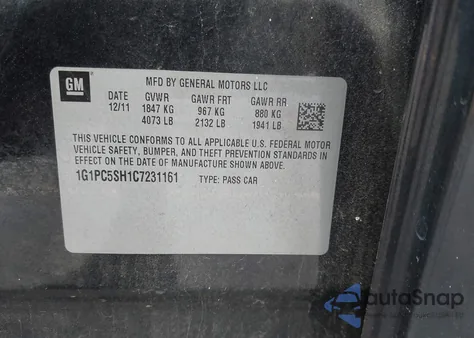 GM
MFD BY GENERAL MOTORS LLC
DATE GVWR GAWR FRT GAWR RR
12/11 1847 KG 967 KG 880 KG
4073 LB 2132 LB 1941 LB
THIS VEHICLE CONFORMS TO ALL APPLICABLE U.S. FEDERAL MOTOR
VEHICLE SAFETY, BUMPER, AND THEFT PREVENTION STANDARDS IN
EFFECT ON THE DATE OF MANUFACTURE SHOWN ABOVE.
1G1PC5SH1C7231161 TYPE: PASS CAR
autoSnap